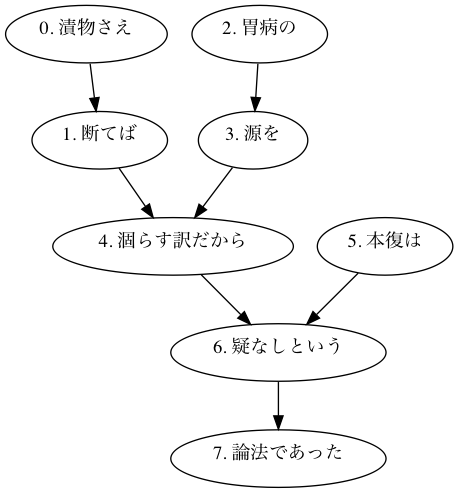 0. 漬物さえ
2. 胃病の
1. 断てば
3. 源を
4. 涸らす訳だから
5. 本復は
6. 疑なしという
7. 論法であった